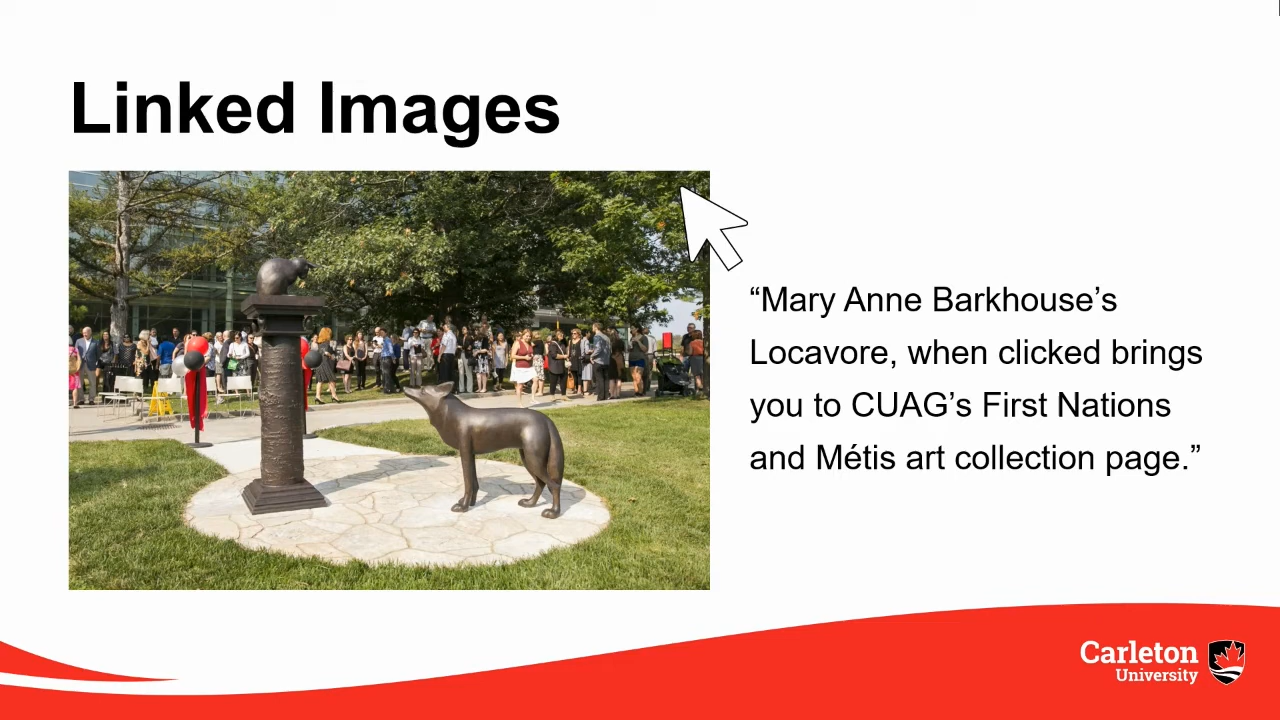 Linked Images
“Mary Anne Barkhouse’s
Locavore, when clicked brings
you to CUAG’s First Nations
and Métis art collection page.”
Carleton
University